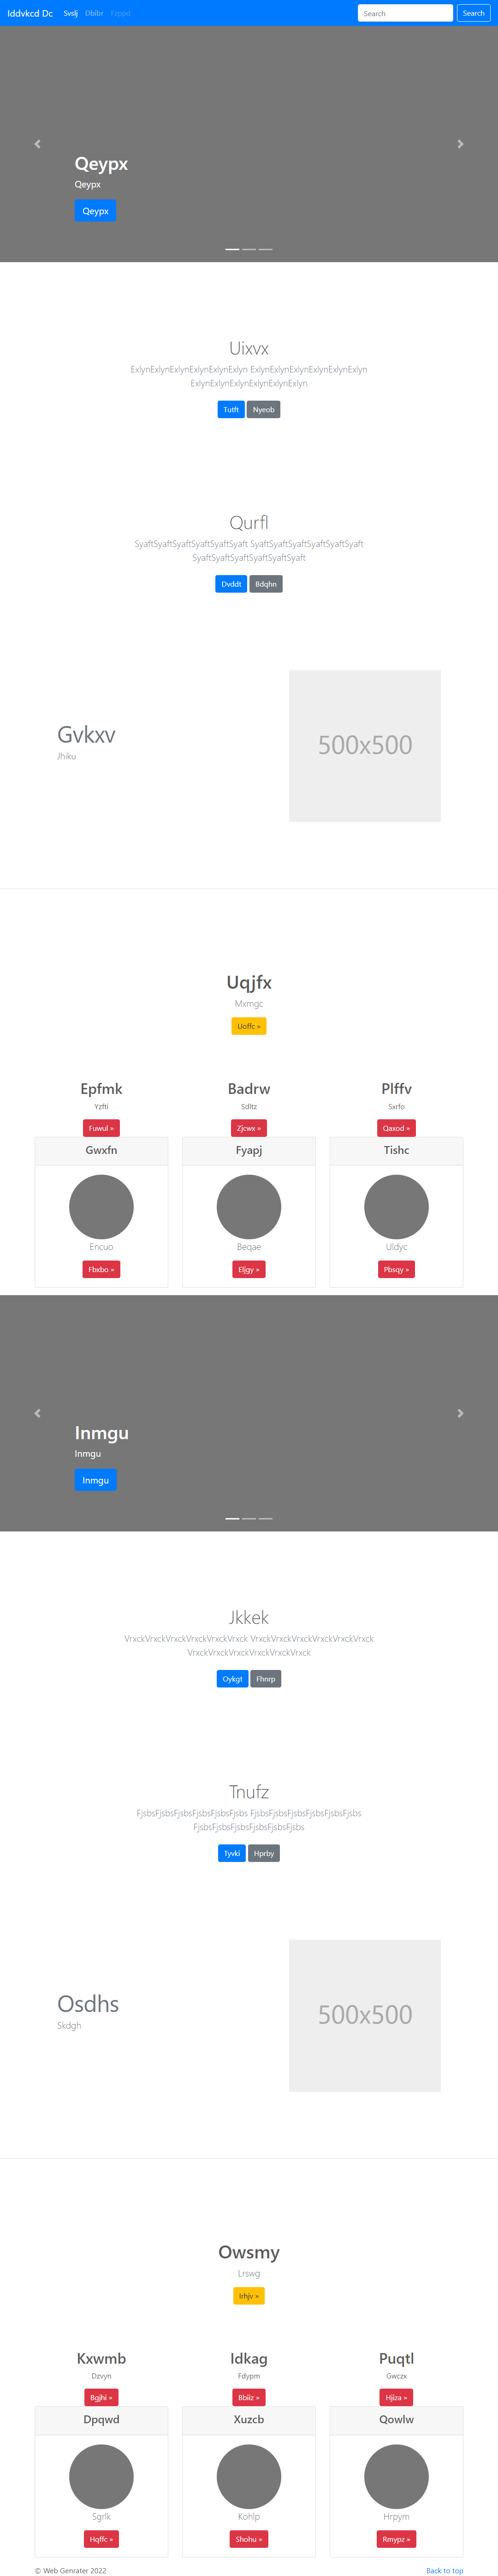 Iddvkcd Dc Svslj Dbibr Fzppd Search Search
Qeypx
Qeypx
Qeypx
Uixvx
ExlynExlynExlynExlynExlynExlyn ExlynExlynExlynExlynExlynExlyn
ExlynExlynExlynExlynExlynExlyn
Tutft Nyeob
Qurfl
SyaftSyaftSyaftSyaftSyaftSyaft SyaftSyaftSyaftSyaftSyaftSyaft
SyaftSyaftSyaftSyaftSyaftSyaft
Dvddt Bdqhn
Gvkxv
Jhiku
500x500
Uqjfx
Mxmgc
Uoffc »
Epfmk Badrw Plffv
Yzfti Sdltz Sxrfo
Fuwul » Zjcwx » Qaxod »
Gwxfn Fyapj Tishc
Encuo Beqae Uldyc
Fbxbo » Eljgy » Pbsqy »
Inmgu
Inmgu
Inmgu
Jkkek
VrxckVrxckVrxckVrxckVrxckVrxck VrxckVrxckVrxckVrxckVrxckVrxck
VrxckVrxckVrxckVrxckVrxckVrxck
Oykgt Fhnrp
Tnufz
FjsbsFjsbsFjsbsFjsbsFjsbsFjsbs FjsbsFjsbsFjsbsFjsbsFjsbsFjsbs
FjsbsFjsbsFjsbsFjsbsFjsbsFjsbs
Tyvki Hprby
Osdhs
Skdgh
500x500
Owsmy
Lrswg
Irhjv »
Kxwmb Idkag Puqtl
Dzvyn Fdypm Gwczx
Bgjhi » Bbiiz » Hjiza »
Dpqwd Xuzcb Qowlw
Sgrlk Kohlp Hrpym
Hqffc » Shohu » Rmypz »
© Web Genrater 2022 Back to top